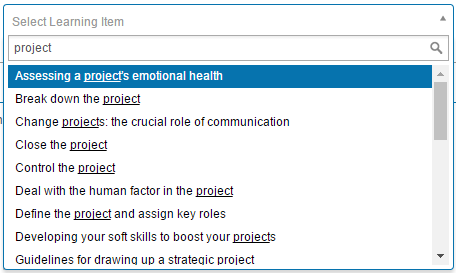 Select Learning Item
project
Assessing a project's emotional health
Break down the project
Change projects: the crucial role of communication
Close the project
Control the project
Deal with the human factor in the project
Define the project and assign key roles
Developing your soft skills to boost your projects
Guidelines for drawing up a strategic project